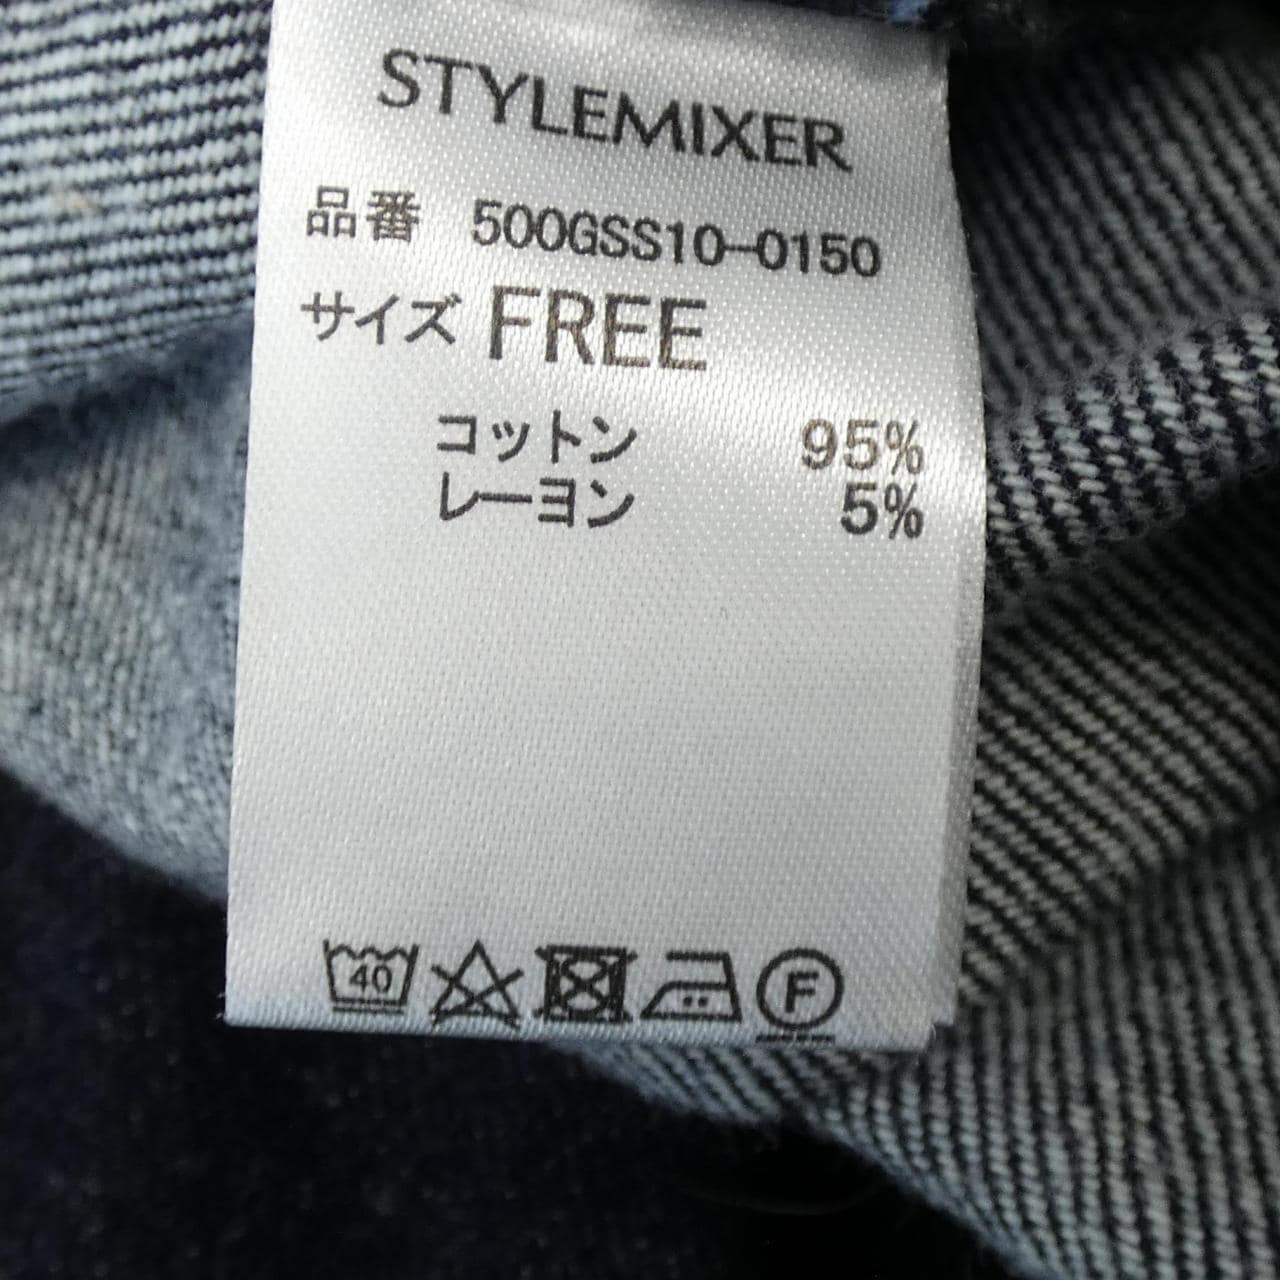 STYLEMIXER
品番 500GSS10-0150
サイズ FREE
コットン 95%
レーヨン 5%
40 F